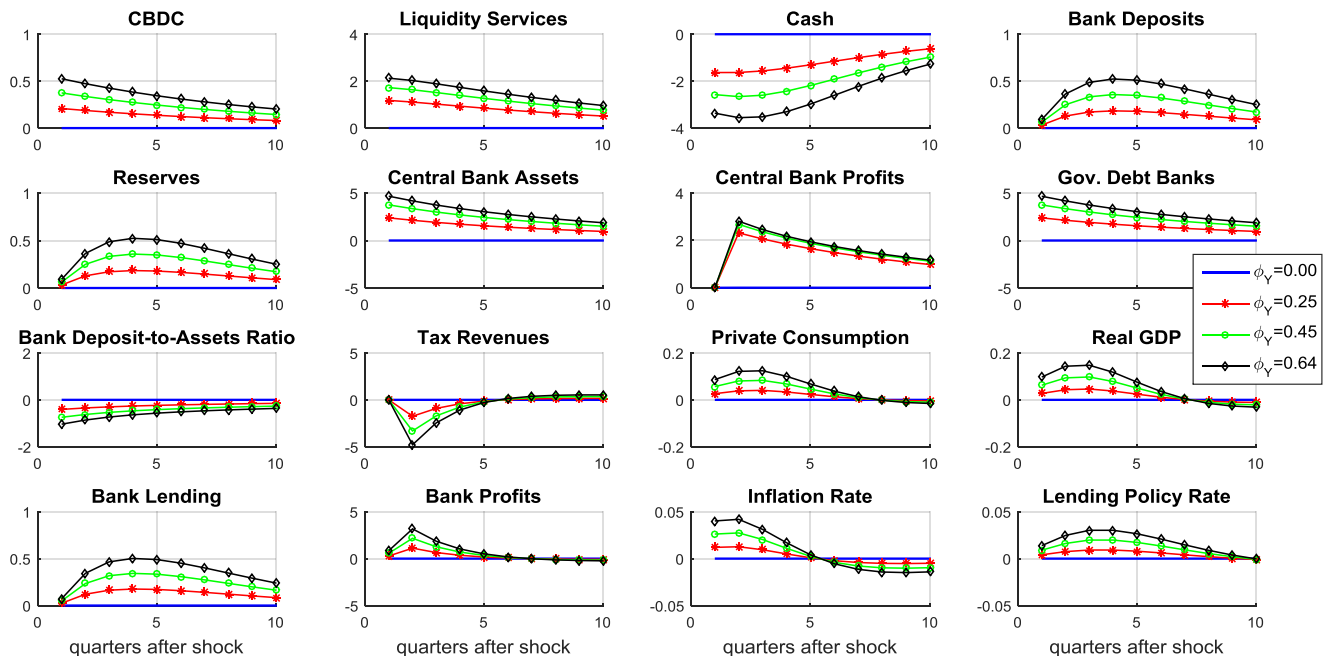 CBDC
1
0.5
0
0 5 10
Liquidity Services
4
2
0
0 5 10
Cash
0
-2
-4
0 5 10
Bank Deposits
1
0.5
0
0 5 10
Reserves
1
0.5
0
0 5 10
Central Bank Assets
5
0
-5
0 5 10
Central Bank Profits
4
2
0
0 5 10
Gov. Debt Banks
5
0
-5
0 5 10
Bank Deposit-to-Assets Ratio
2
0
-2
0 5 10
Tax Revenues
5
0
-5
0 5 10
Private Consumption
0.2
0
-0.2
0 5 10
Real GDP
0.2
0
-0.2
0 5 10
Bank Lending
1
0.5
0
0 5 10
quarters after shock
Bank Profits
5
0
-5
0 5 10
quarters after shock
Inflation Rate
0.05
0
-0.05
0 5 10
quarters after shock
Lending Policy Rate
0.05
0
-0.05
0 5 10
quarters after shock
ϕY=0.00
ϕY=0.25
ϕY=0.45
ϕY=0.64